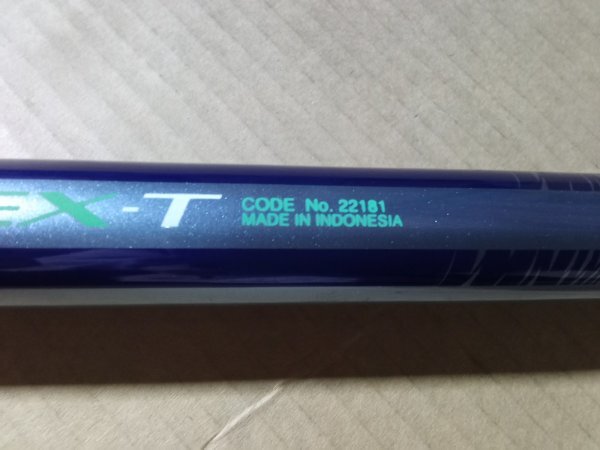 EX-T
CODE No. 22181
MADE IN INDONESIA